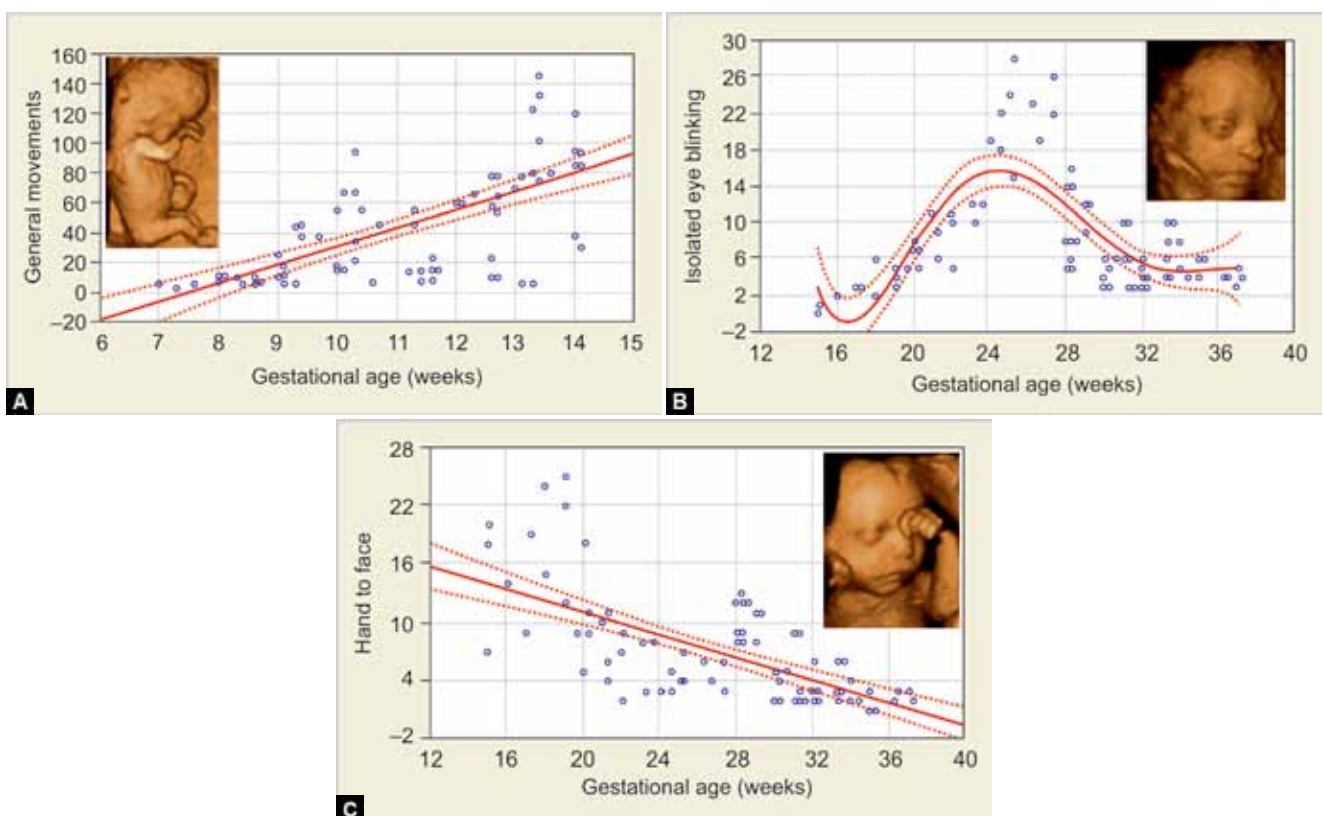 160
140
120
100
80
60
40
20
0
–20
General movements
6 7 8 9 10 11 12 13 14 15
Gestational age (weeks)
A
30
26
22
18
14
10
6
2
–2
Isolated eye blinking
12 16 20 24 28 32 36 40
Gestational age (weeks)
B
28
22
16
10
4
–2
Hand to face
12 16 20 24 28 32 36 40
Gestational age (weeks)
C